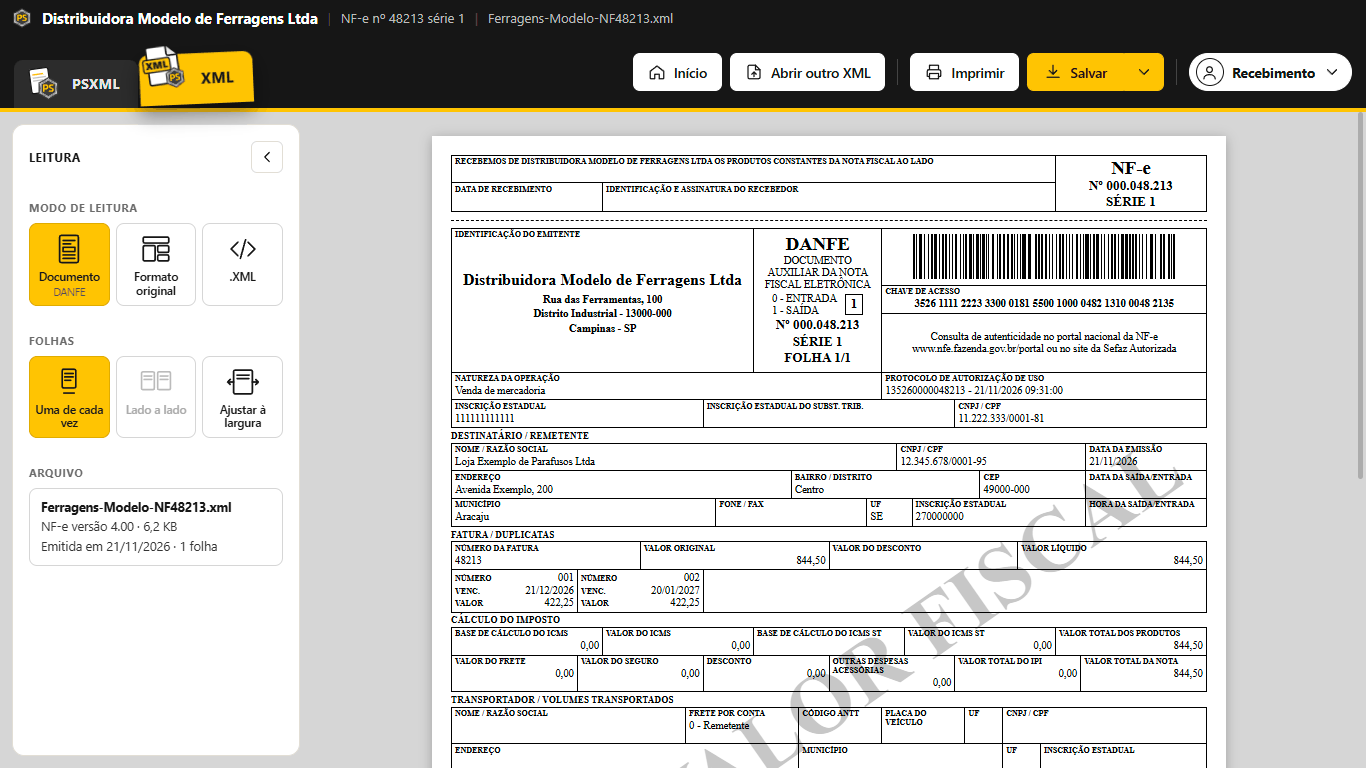 Distribuidora Modelo de Ferragens Ltda | NF-e nº 48213 série 1 | Ferragens-Modelo-NF48213.xml
PSXML
XML
Início
Abrir outro XML
Imprimir
Salvar
Recebimento
LEITURA
MODO DE LEITURA
Documento
DANFE
Formato
original
.XML
FOLHAS
Uma de cada
vez
Lado a lado
Ajustar à
largura
ARQUIVO
Ferragens-Modelo-NF48213.xml
NF-e versão 4.00 · 6,2 KB
Emitida em 21/11/2026 · 1 folha
RECEBEMOS DE DISTRIBUIDORA MODELO DE FERRAGENS LTDA OS PRODUTOS CONSTANTES DA NOTA FISCAL AO LADO
DATA DE RECEBIMENTO
IDENTIFICAÇÃO E ASSINATURA DO RECEBEDOR
NF-e
Nº 000.048.213
SÉRIE 1
IDENTIFICAÇÃO DO EMITENTE
Distribuidora Modelo de Ferragens Ltda
Rua das Ferramentas, 100
Distrito Industrial - 13000-000
Campinas - SP
DANFE
DOCUMENTO
AUXILIAR DA NOTA
FISCAL ELETRÔNICA
0 - ENTRADA
1 - SAÍDA
1
Nº 000.048.213
SÉRIE 1
FOLHA 1/1
CHAVE DE ACESSO
3526 1111 2223 3300 0181 5500 1000 0482 1310 0048 2135
Consulta de autenticidade no portal nacional da NF-e
www.nfe.fazenda.gov.br/portal ou no site da Sefaz Autorizada
NATUREZA DA OPERAÇÃO
Venda de mercadoria
PROTOCOLO DE AUTORIZAÇÃO DE USO
135260000048213 - 21/11/2026 09:31:00
INSCRIÇÃO ESTADUAL
111111111111
INSCRIÇÃO ESTADUAL DO SUBST. TRIB.
CNPJ / CPF
11.222.333/0001-81
DESTINATÁRIO / REMETENTE
NOME / RAZÃO SOCIAL
Loja Exemplo de Parafusos Ltda
CNPJ / CPF
12.345.678/0001-95
DATA DA EMISSÃO
21/11/2026
ENDEREÇO
Avenida Exemplo, 200
BAIRRO / DISTRITO
Centro
CEP
49000-000
DATA DA SAÍDA/ENTRADA
MUNICÍPIO
Aracaju
FONE / FAX
UF
SE
INSCRIÇÃO ESTADUAL
270000000
HORA DA SAÍDA/ENTRADA
FATURA / DUPLICATAS
NÚMERO DA FATURA
48213
VALOR ORIGINAL
844,50
VALOR DO DESCONTO
VALOR LÍQUIDO
844,50
NÚMERO 001 NÚMERO 002
VENC. 21/12/2026 VENC. 20/01/2027
VALOR 422,25 VALOR 422,25
CÁLCULO DO IMPOSTO
BASE DE CÁLCULO DO ICMS
0,00
VALOR DO ICMS
0,00
BASE DE CÁLCULO DO ICMS ST
0,00
VALOR DO ICMS ST
0,00
VALOR TOTAL DOS PRODUTOS
844,50
VALOR DO FRETE
0,00
VALOR DO SEGURO
0,00
DESCONTO
0,00
OUTRAS DESPESAS
ACESSÓRIAS
0,00
VALOR TOTAL DO IPI
0,00
VALOR TOTAL DA NOTA
844,50
TRANSPORTADOR / VOLUMES TRANSPORTADOS
NOME / RAZÃO SOCIAL
FRETE POR CONTA
0 - Remetente
CÓDIGO ANTT
PLACA DO
VEÍCULO
UF
CNPJ / CPF
ENDEREÇO
MUNICÍPIO
UF
INSCRIÇÃO ESTADUAL
VALOR FISCAL